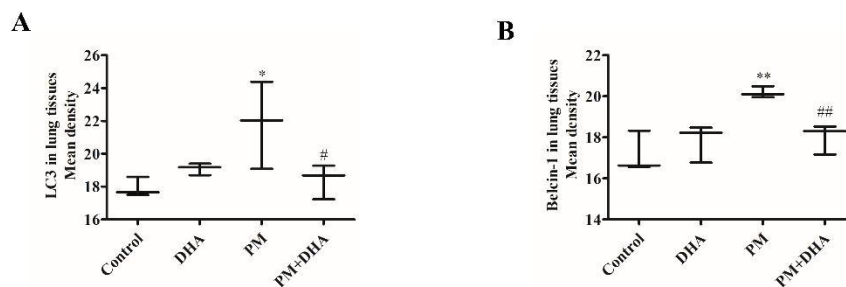 A
LC3 in lung tissues
Mean density
26
24
22
20
18
16
*
#
Control
DHA
PM
PM+DHA
B
Belcin-1 in lung tissues
Mean density
22
20
18
16
14
**
##
Control
DHA
PM
PM+DHA